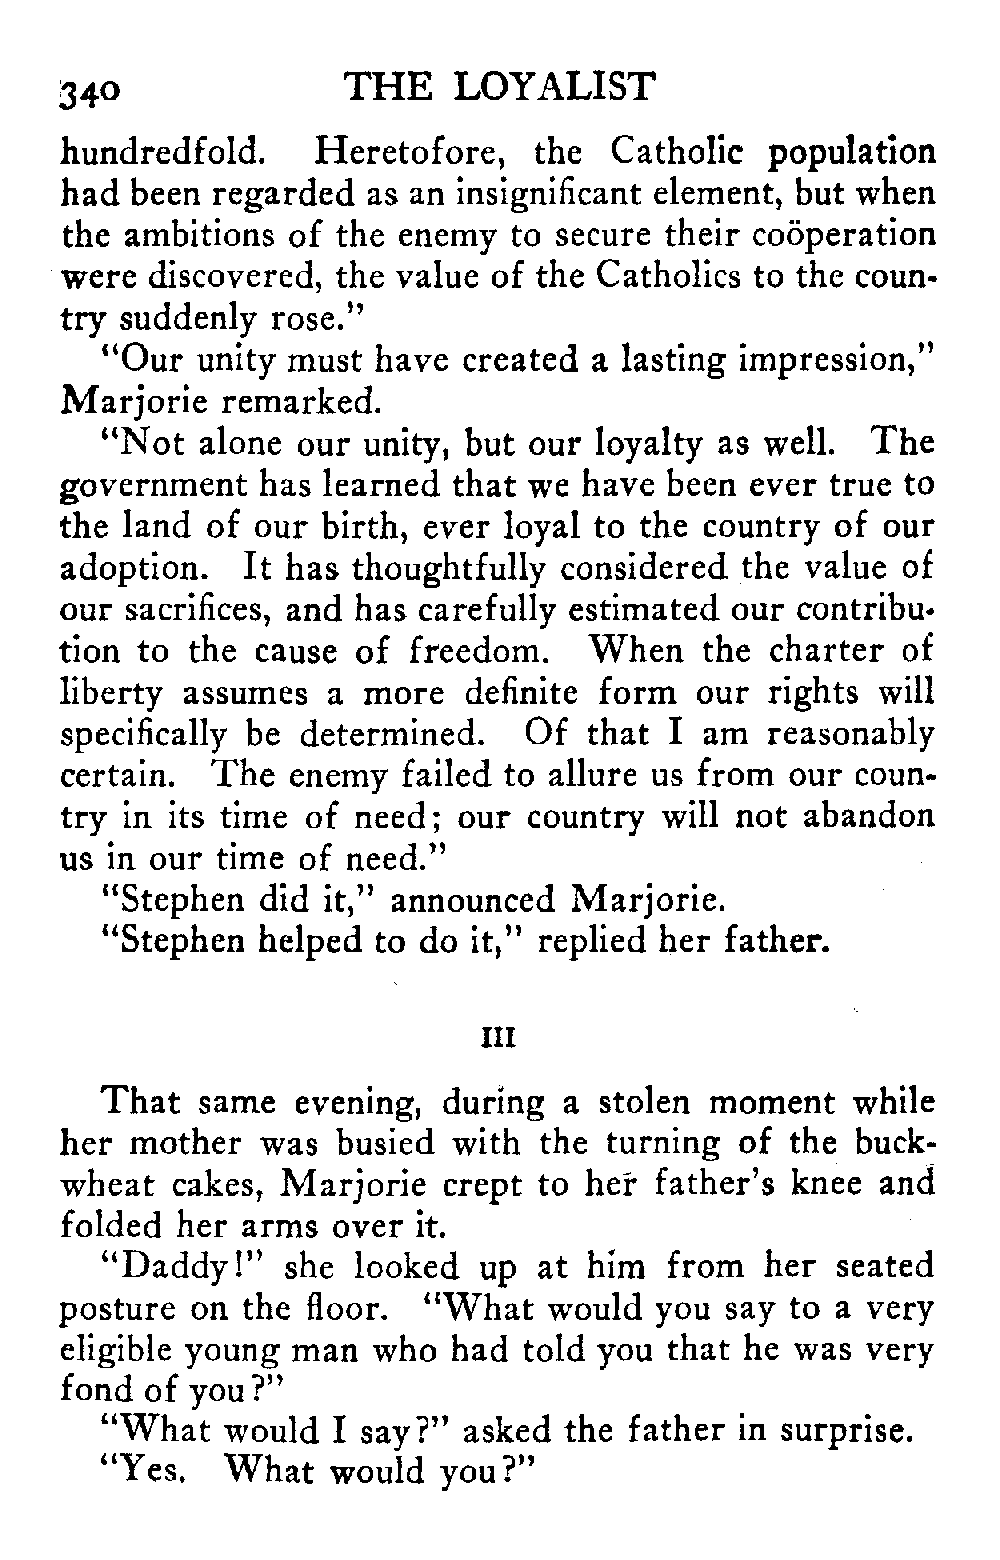 340 THE LOYALIST
hundredfold. Heretofore, the Catholic population
had been regarded as an insignificant element, but when
the ambitions of the enemy to secure their coöperation
were discovered, the value of the Catholics to the coun-
try suddenly rose."
"Our unity must have created a lasting impression,"
Marjorie remarked.
"Not alone our unity, but our loyalty as well. The
government has learned that we have been ever true to
the land of our birth, ever loyal to the country of our
adoption. It has thoughtfully considered the value of
our sacrifices, and has carefully estimated our contribu-
tion to the cause of freedom. When the charter of
liberty assumes a more definite form our rights will
specifically be determined. Of that I am reasonably
certain. The enemy failed to allure us from our coun-
try in its time of need; our country will not abandon
us in our time of need."
"Stephen did it," announced Marjorie.
"Stephen helped to do it," replied her father.
III
That same evening, during a stolen moment while
her mother was busied with the turning of the buck-
wheat cakes, Marjorie crept to her father's knee and
folded her arms over it.
"Daddy!" she looked up at him from her seated
posture on the floor. "What would you say to a very
eligible young man who had told you that he was very
fond of you?"
"What would I say?" asked the father in surprise.
"Yes. What would you?"